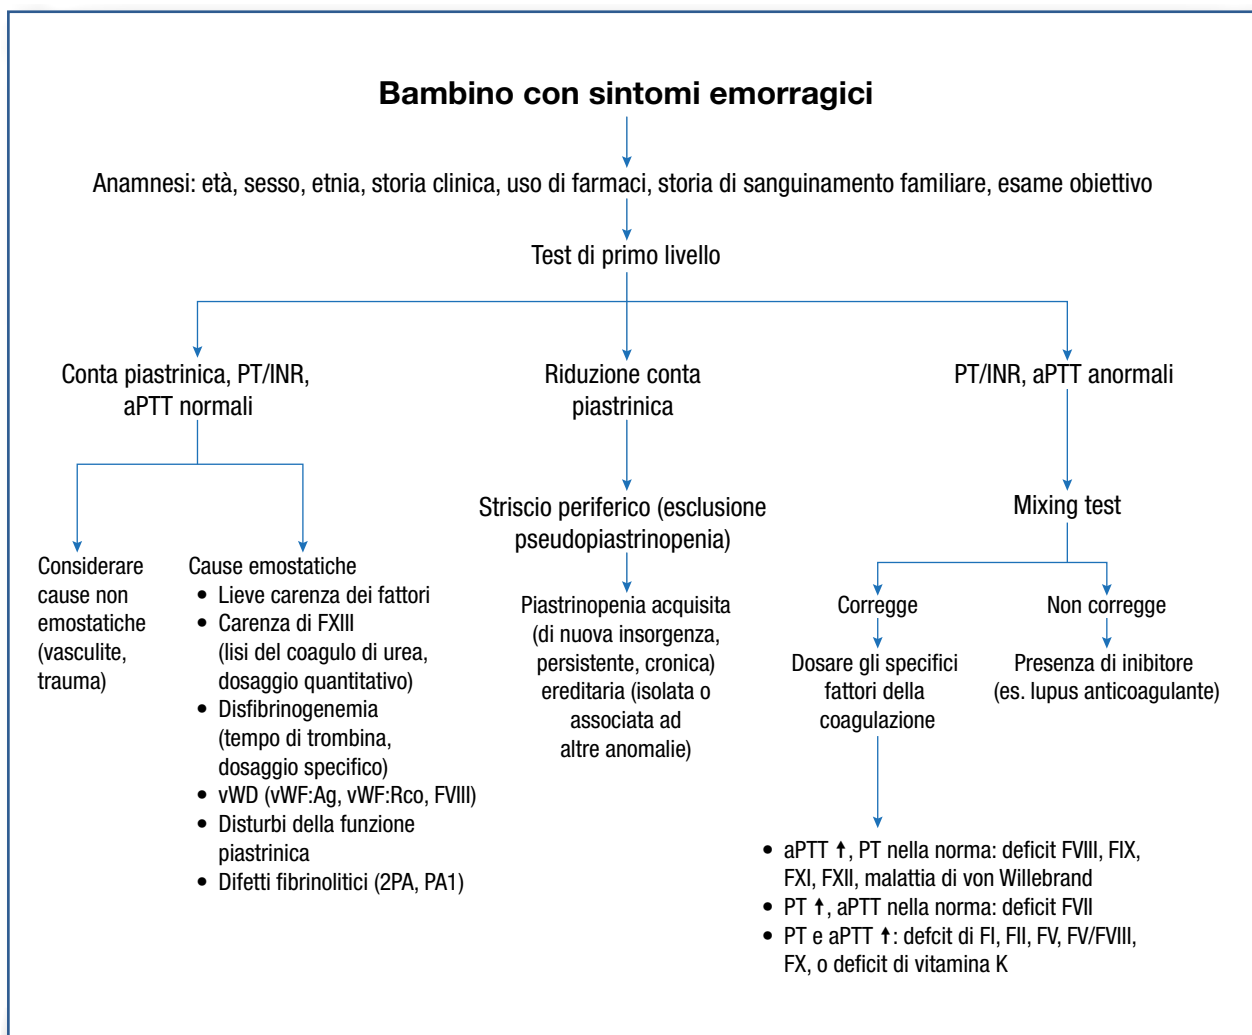 Bambino con sintomi emorragici
Anamnesi: età, sesso, etnia, storia clinica, uso di farmaci, storia di sanguinamento familiare, esame obiettivo
Test di primo livello
Conta piastrinica, PT/INR,
aPTT normali
Considerare
cause non
emostatiche
(vasculite,
trauma)
Cause emostatiche
• Lieve carenza dei fattori
• Carenza di FXIII
(lisi del coagulo di urea,
dosaggio quantitativo)
• Disfibrinogenemia
(tempo di trombina,
dosaggio specifico)
• vWD (vWF:Ag, vWF:Rco, FVIII)
• Disturbi della funzione
piastrinica
• Difetti fibrinolitici (2PA, PA1)
Riduzione conta
piastrinica
Striscio periferico (esclusione
pseudopiastrinopenia)
Piastrinopenia acquisita
(di nuova insorgenza,
persistente, cronica)
ereditaria (isolata o
associata ad
altre anomalie)
PT/INR, aPTT anormali
Mixing test
Corregge
Dosare gli specifici
fattori della
coagulazione
Non corregge
Presenza di inibitore
(es. lupus anticoagulante)
• aPTT ↑, PT nella norma: deficit FVIII, FIX,
FXI, FXII, malattia di von Willebrand
• PT ↑, aPTT nella norma: deficit FVII
• PT e aPTT ↑: defcit di FI, FII, FV, FV/FVIII,
FX, o deficit di vitamina K